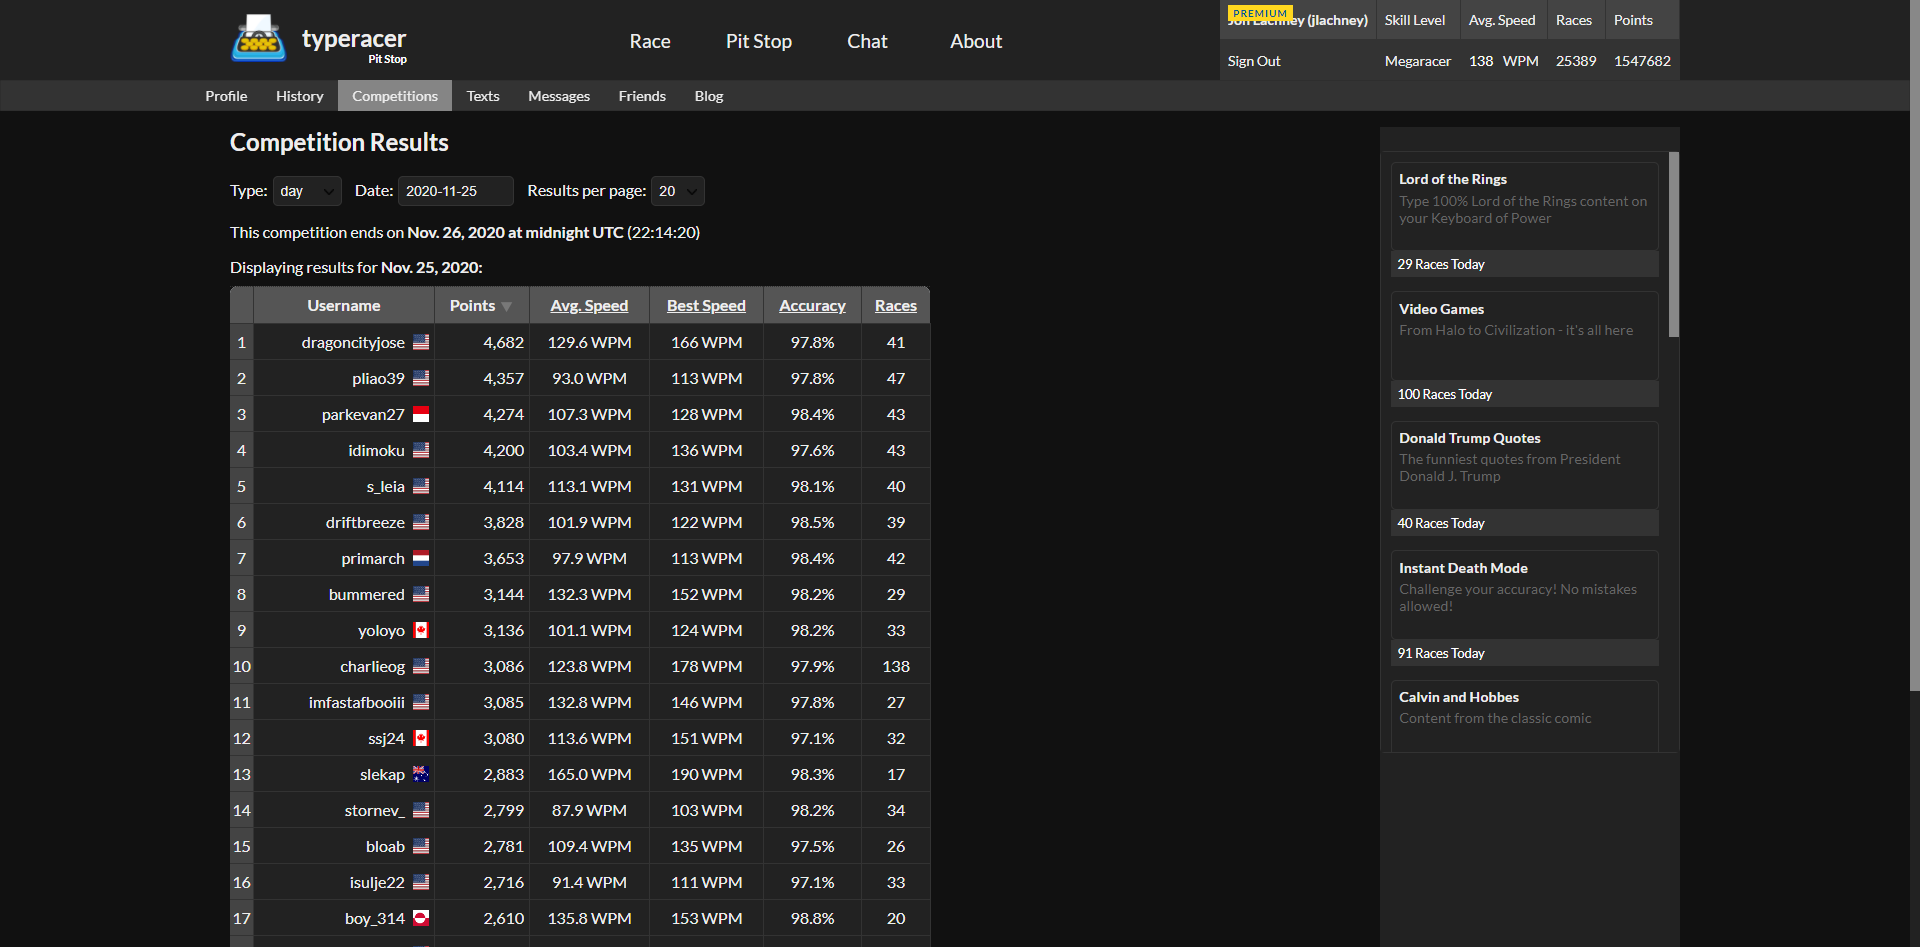 typeracer
Pit Stop
Race Pit Stop Chat About
PREMIUM
Jon Lachney (jlachney) Skill Level Avg. Speed Races Points
Sign Out Megaracer 138 WPM 25389 1547682
Profile History Competitions Texts Messages Friends Blog
Competition Results
Type: day Date: 2020-11-25 Results per page: 20
This competition ends on Nov. 26, 2020 at midnight UTC (22:14:20)
Displaying results for Nov. 25, 2020:
Username Points Avg. Speed Best Speed Accuracy Races
1 dragoncityjose 4,682 129.6 WPM 166 WPM 97.8% 41
2 pliao39 4,357 93.0 WPM 113 WPM 97.8% 47
3 parkevan27 4,274 107.3 WPM 128 WPM 98.4% 43
4 idimoku 4,200 103.4 WPM 136 WPM 97.6% 43
5 s_leia 4,114 113.1 WPM 131 WPM 98.1% 40
6 driftbreeze 3,828 101.9 WPM 122 WPM 98.5% 39
7 primarch 3,653 97.9 WPM 113 WPM 98.4% 42
8 bummered 3,144 132.3 WPM 152 WPM 98.2% 29
9 yoloyo 3,136 101.1 WPM 124 WPM 98.2% 33
10 charlieog 3,086 123.8 WPM 178 WPM 97.9% 138
11 imfastafbooiii 3,085 132.8 WPM 146 WPM 97.8% 27
12 ssj24 3,080 113.6 WPM 151 WPM 97.1% 32
13 slekap 2,883 165.0 WPM 190 WPM 98.3% 17
14 stornev_ 2,799 87.9 WPM 103 WPM 98.2% 34
15 bloab 2,781 109.4 WPM 135 WPM 97.5% 26
16 isulje22 2,716 91.4 WPM 111 WPM 97.1% 33
17 boy_314 2,610 135.8 WPM 153 WPM 98.8% 20
Lord of the Rings
Type 100% Lord of the Rings content on
your Keyboard of Power
29 Races Today
Video Games
From Halo to Civilization - it's all here
100 Races Today
Donald Trump Quotes
The funniest quotes from President
Donald J. Trump
40 Races Today
Instant Death Mode
Challenge your accuracy! No mistakes
allowed!
91 Races Today
Calvin and Hobbes
Content from the classic comic